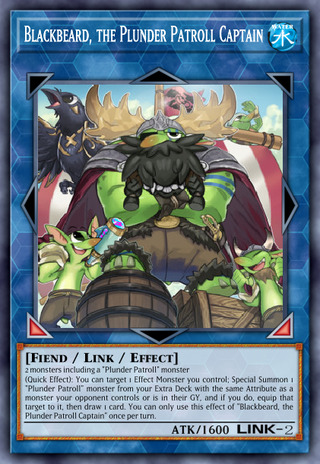 BLACKBEARD, THE PLUNDER PATROLL CAPTAIN
WATER
水
[FIEND / LINK / EFFECT]
2 monsters including a "Plunder Patroll" monster
(Quick Effect): You can target 1 Effect Monster you control; Special Summon 1
"Plunder Patroll" monster from your Extra Deck with the same Attribute as a
monster your opponent controls or is in their GY, and if you do, equip
that target to it, then draw 1 card. You can only use this effect of "Blackbeard, the
Plunder Patroll Captain" once per turn.
ATK/1600 LINK-2